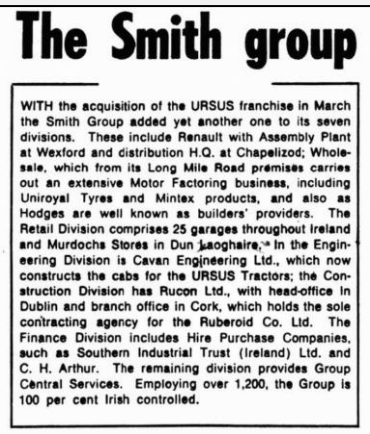 The Smith group
WITH the acquisition of the URSUS franchise in March
the Smith Group added yet another one to its seven
divisions. These include Renault with Assembly Plant
at Wexford and distribution H.Q. at Chapelizod; Whole-
sale, which from its Long Mile Road premises carries
out an extensive Motor Factoring business, including
Uniroyal Tyres and Mintex products, and also as
Hodges are well known as builders' providers. The
Retail Division comprises 25 garages throughout Ireland
and Murdochs Stores in Dun Laoghaire, In the Engin-
eering Division is Cavan Engineering Ltd., which now
constructs the cabs for the URSUS Tractors; the Con-
struction Division has Rucon Ltd., with head-office in
Dublin and branch office in Cork, which holds the sole
contracting agency for the Ruberoid Co. Ltd. The
Finance Division includes Hire Purchase Companies,
such as Southern Industrial Trust (Ireland) Ltd. and
C. H. Arthur. The remaining division provides Group
Central Services. Employing over 1,200, the Group is
100 per cent Irish controlled.